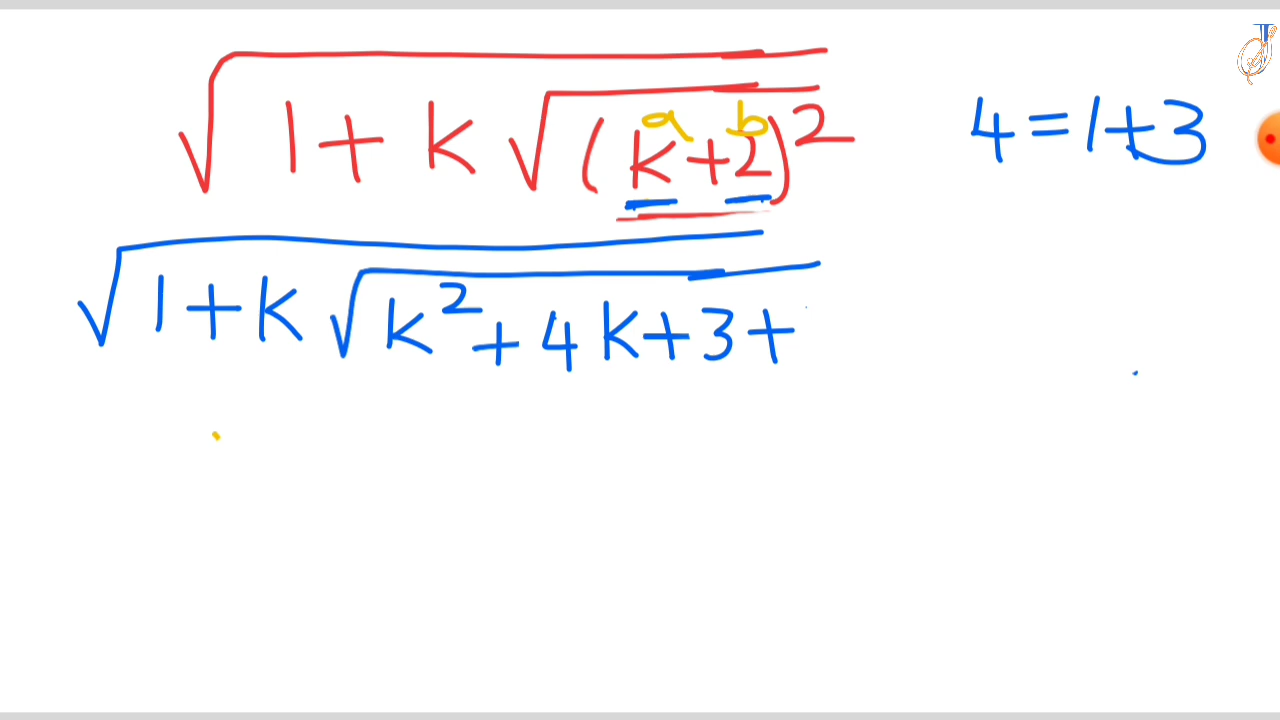 √(1+k√(k+2)²)
a b
4=1+3
√(1+k√(k²+4k+3+